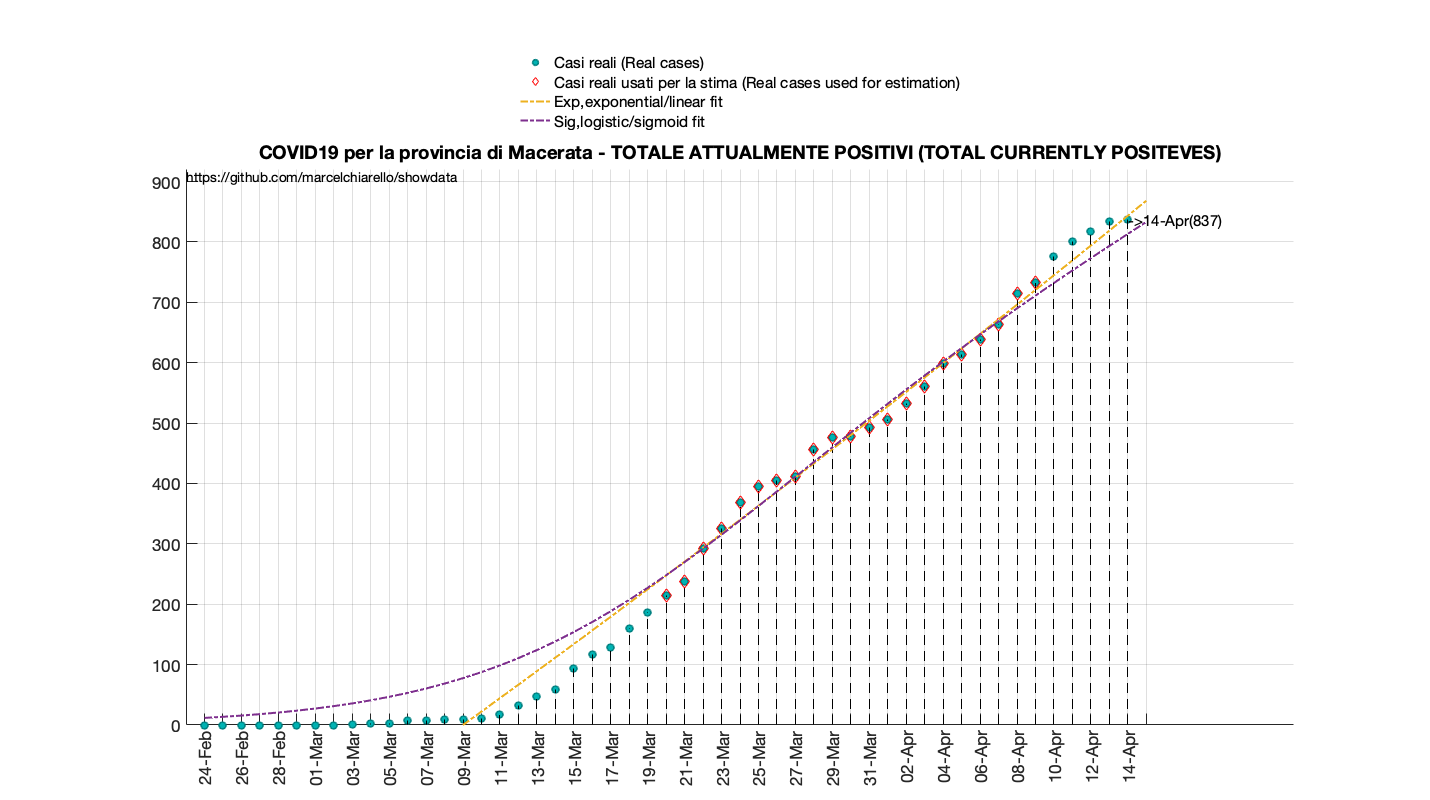 Casi reali (Real cases)
Casi reali usati per la stima (Real cases used for estimation)
Exp,exponential/linear fit
Sig,logistic/sigmoid fit
COVID19 per la provincia di Macerata - TOTALE ATTUALMENTE POSITIVI (TOTAL CURRENTLY POSITEVES)
https://github.com/marcelchiarello/showdata
900
800
700
600
500
400
300
200
100
0
->14-Apr(837)
24-Feb
26-Feb
28-Feb
01-Mar
03-Mar
05-Mar
07-Mar
09-Mar
11-Mar
13-Mar
15-Mar
17-Mar
19-Mar
21-Mar
23-Mar
25-Mar
27-Mar
29-Mar
31-Mar
02-Apr
04-Apr
06-Apr
08-Apr
10-Apr
12-Apr
14-Apr